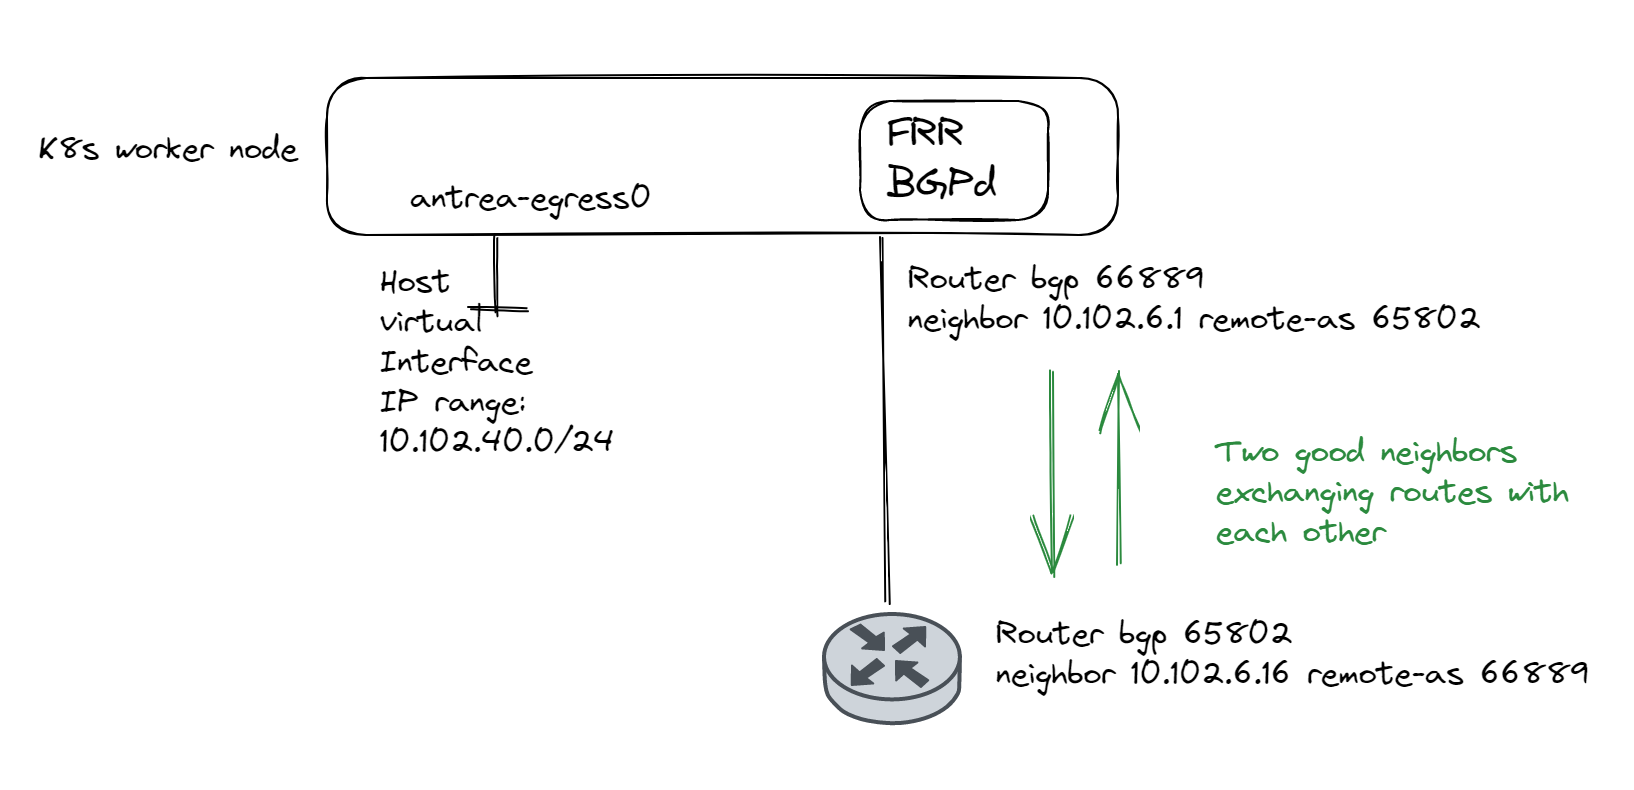 K8s worker node
antrea-egress0
FRR
BGPd
Host
virtual
Interface
IP range:
10.102.40.0/24
Router bgp 66889
neighbor 10.102.6.1 remote-as 65802
Two good neighbors
exchanging routes with
each other
Router bgp 65802
neighbor 10.102.6.16 remote-as 66889